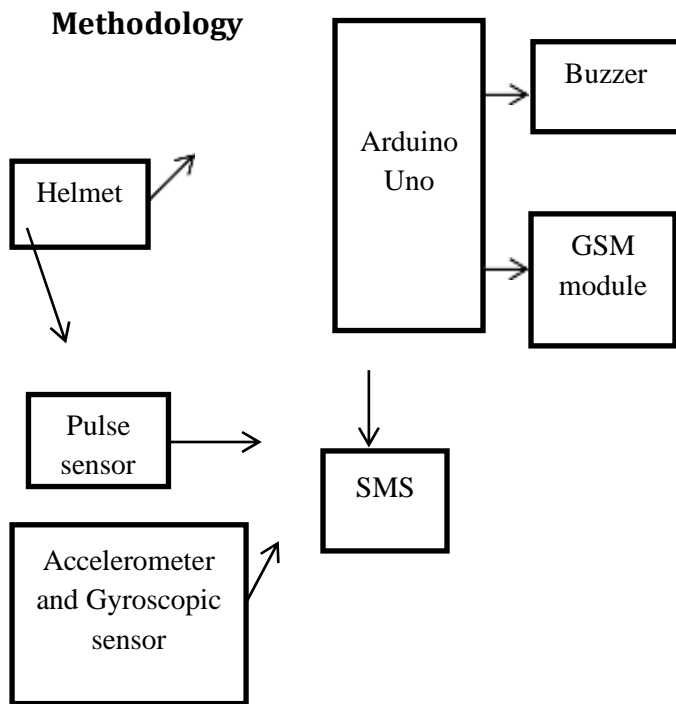 Methodology
Buzzer
Arduino
Uno
Helmet
GSM
module
Pulse
sensor
SMS
Accelerometer
and Gyroscopic
sensor